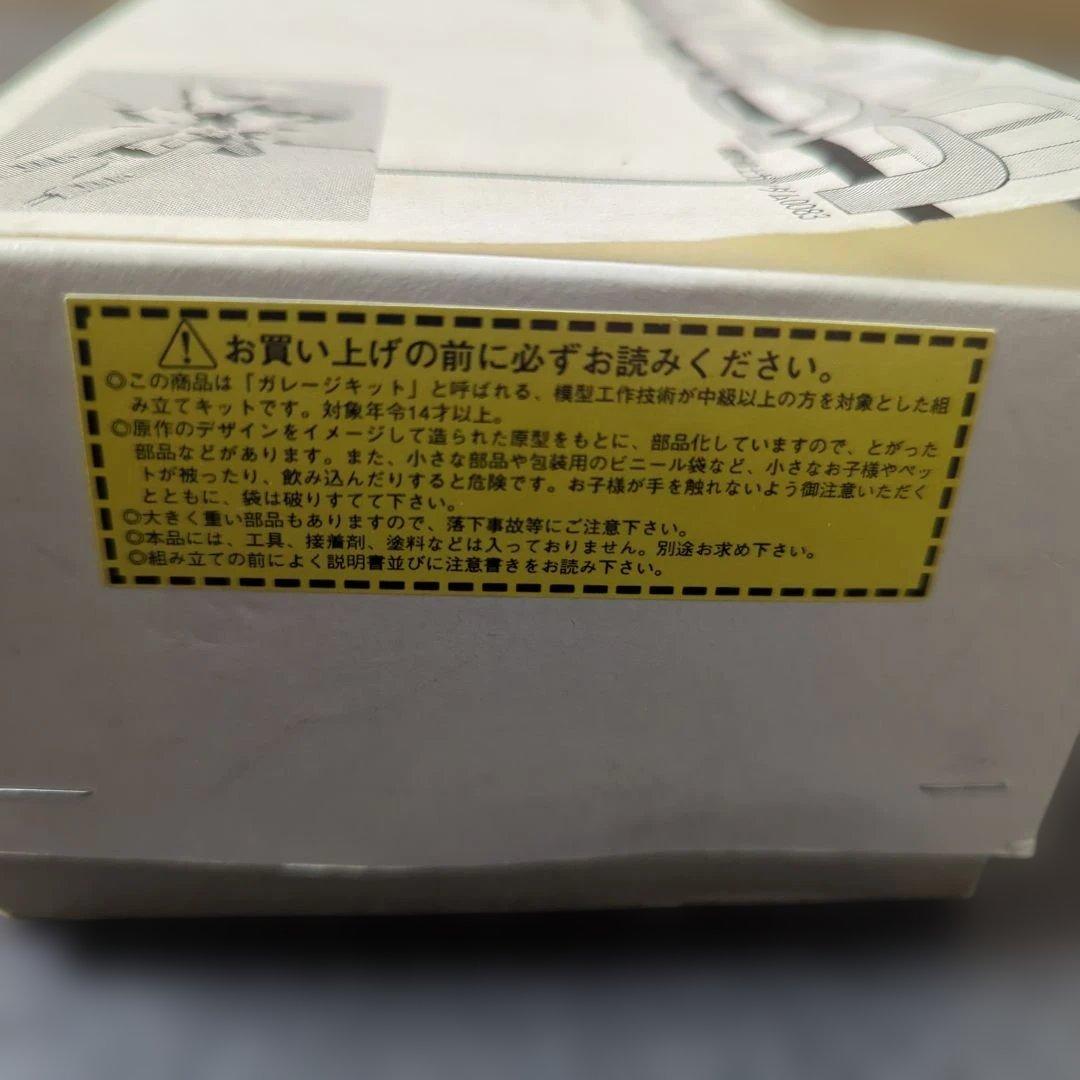 お買い上げの前に必ずお読みください。
◎この商品は「ガレージキット」と呼ばれる、模型工作技術が中級以上の方を対象とした組
み立てキットです。対象年令14才以上。
◎原作のデザインをイメージして造られた原型をもとに、部品化していますので、とがった
部品などがあります。また、小さな部品や包装用のビニール袋など、小さなお子様やペッ
トが被ったり、飲み込んだりすると危険です。お子様が手を触れないよう御注意いただく
とともに、袋は破りすてて下さい。
◎大きく重い部品もありますので、落下事故等にご注意下さい。
◎本品には、工具、接着剤、塗料などは入っておりません。別途お求め下さい。
◎組み立ての前によく説明書並びに注意書きをお読み下さい。